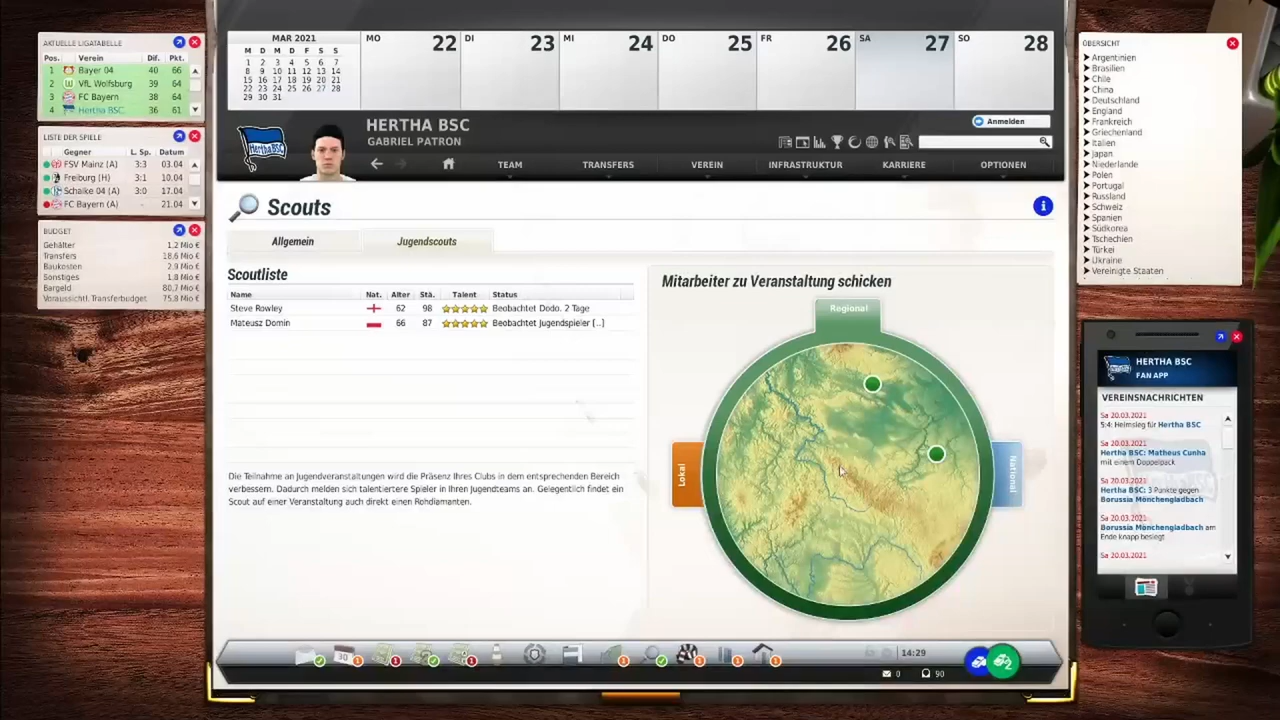 AKTUELLE LIGATABELLE
Pos. Verein Dif. Pkt.
1 Bayer 04 40 66
2 VfL Wolfsburg 39 64
3 FC Bayern 38 64
4 Hertha BSC 36 61
LISTE DER SPIELE
Gegner L. Sp. Datum
FSV Mainz (A) 3:3 03.04
Freiburg (H) 3:1 10.04
Schalke 04 (A) 3:0 17.04
FC Bayern (A) - 21.04
BUDGET
Gehälter 1,2 Mio €
Transfers 18,6 Mio €
Baukosten 2,9 Mio €
Sonstiges 1,8 Mio €
Bargeld 80,7 Mio €
Voraussichtl. Transferbudget 75,8 Mio €
MAR 2021
M D M D F S S
1 2 3 4 5 6 7
8 9 10 11 12 13 14
15 16 17 18 19 20 21
22 23 24 25 26 27 28
29 30 31
MO 22
DI 23
MI 24
DO 25
FR 26
SA 27
SO 28
HERTHA BSC
GABRIEL PATRON
Anmelden
TEAM TRANSFERS VEREIN INFRASTRUKTUR KARRIERE OPTIONEN
Scouts
Allgemein Jugendscouts
Scoutliste
Name Nat. Alter Stä. Talent Status
Steve Rowley 62 98 Beobachtet Dodo. 2 Tage
Mateusz Domin 66 87 Beobachtet Jugendspieler [..]
Die Teilnahme an Jugendveranstaltungen wird die Präsenz Ihres Clubs in dem entsprechenden Bereich
verbessern. Dadurch melden sich talentiertere Spieler in Ihren Jugendteams an. Gelegentlich findet ein
Scout auf einer Veranstaltung auch direkt einen Rohdiamanten.
Mitarbeiter zu Veranstaltung schicken
Regional
Lokal
National
ÜBERSICHT
Argentinien
Brasilien
Chile
China
Deutschland
England
Frankreich
Griechenland
Italien
Japan
Niederlande
Polen
Portugal
Russland
Schweiz
Spanien
Südkorea
Tschechien
Türkei
Ukraine
Vereinigte Staaten
HERTHA BSC
FAN APP
VEREINSNACHRICHTEN
Sa 20.03.2021
5:4: Heimsieg für Hertha BSC
Sa 20.03.2021
Hertha BSC: Matheus Cunha
mit einem Doppelpack
Sa 20.03.2021
Hertha BSC: 3 Punkte gegen
Borussia Mönchengladbach
Sa 20.03.2021
Borussia Mönchengladbach am
Ende knapp besiegt
Sa 20.03.2021
30 1 1 1 1 1 1 1
14:29
0 90
2